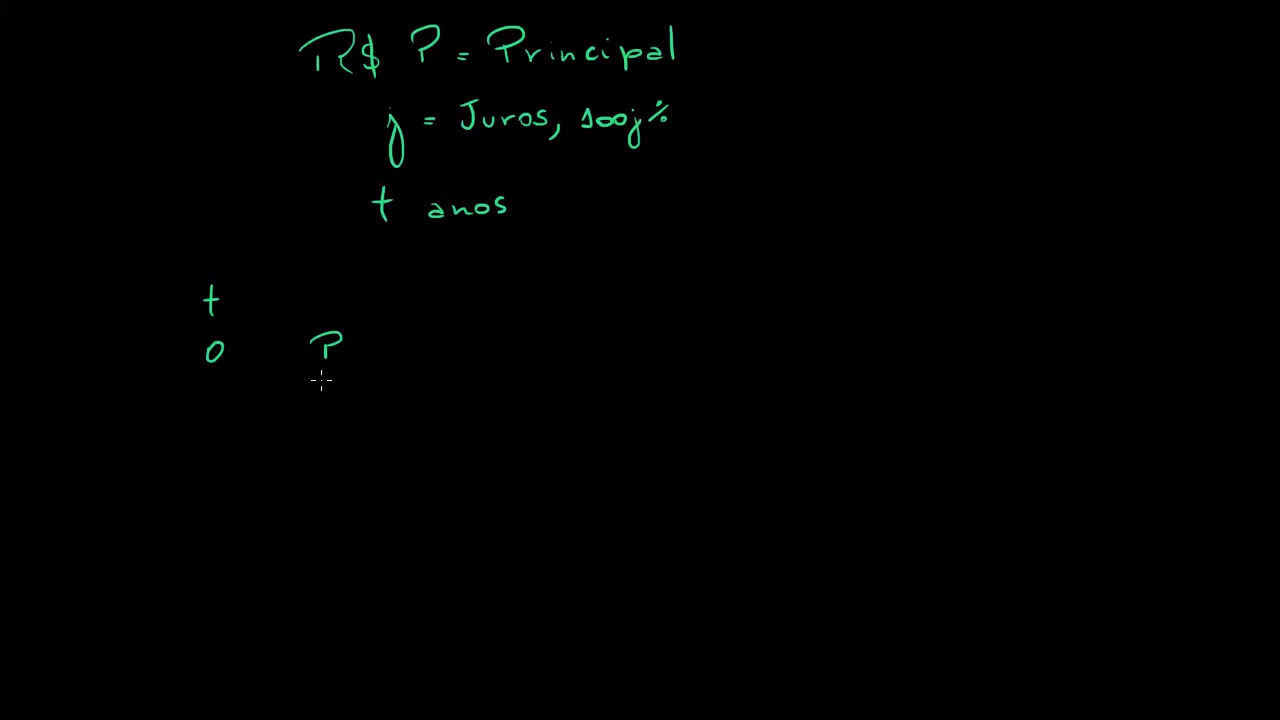 R$ P = Principal
j = Juros, 100j%
t anos
t
0 P